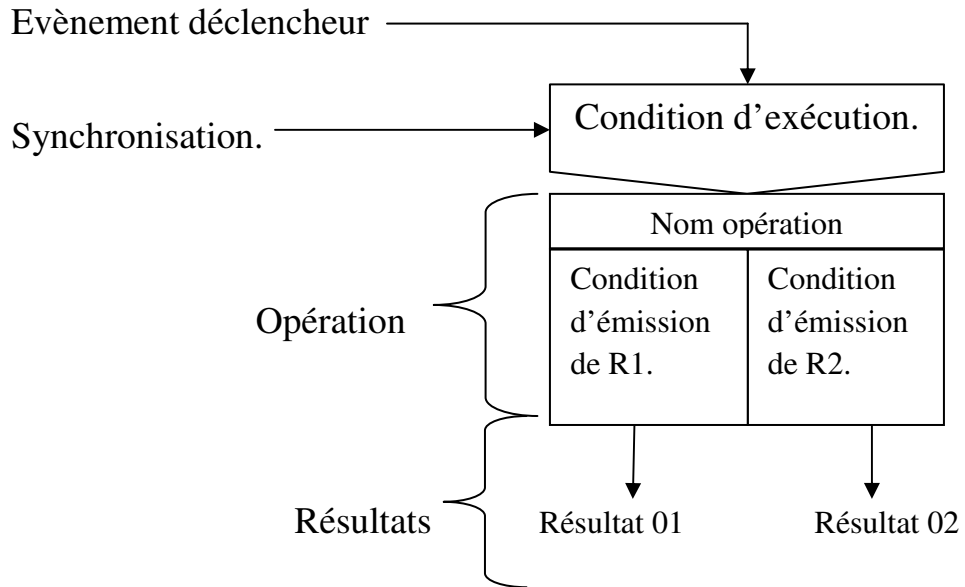 Evènement déclencheur
Condition d'exécution.
Synchronisation.
Nom opération
Condition
d'émission
de R1.
Condition
d'émission
de R2.
Opération
Résultats
Résultat 01
Résultat 02